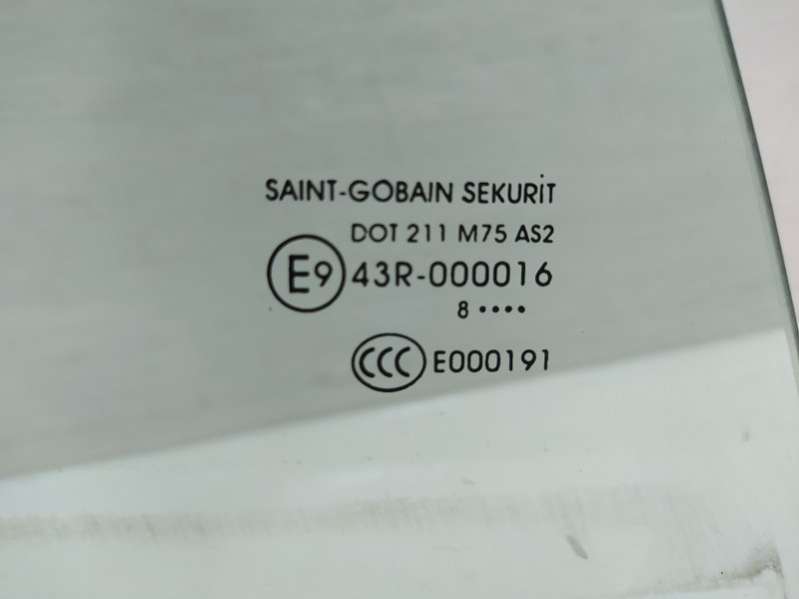 SAINT-GOBAIN SEKURIT
DOT 211 M75 AS2
E9 43R-000016
8 ••••
CCC E000191